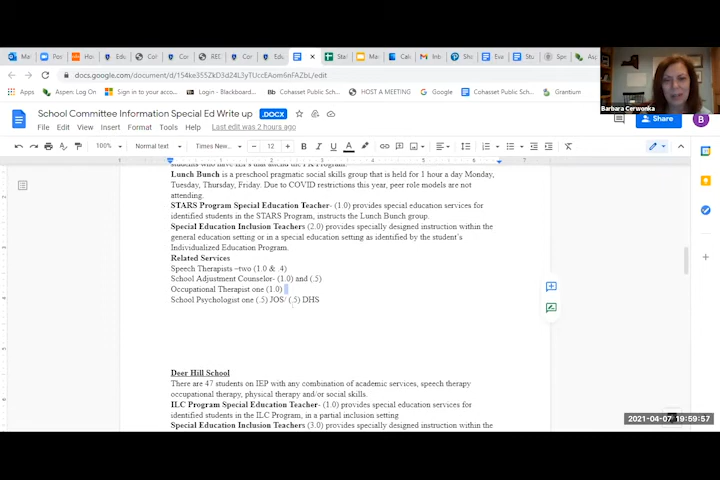 docs.google.com/document/d/154ke355ZkD3d24L3yTUccEAom6nFAZbL/edit
Apps
Aspen List Log On
Sign in to your acco...
Login - Blackboard...
Cohasset Public Sch...
HOST A MEETING
Google
Cohasset Public Sch...
Grantium
Barbara Cerwonka
School Committee Information Special Ed Write up
.DOCX
Share
B
File Edit View Insert Format Tools Help Last edit was 2 hours ago
100% Normal text Times New... 12
Lunch Bunch is a preschool pragmatic social skills group that is held for 1 hour a day Monday,
Tuesday, Thursday, Friday. Due to COVID restrictions this year, peer role models are not
attending.
STARS Program Special Education Teacher- (1.0) provides special education services for
identified students in the STARS Program, instructs the Lunch Bunch group.
Special Education Inclusion Teachers (2.0) provides specially designed instruction within the
general education setting or in a special education setting as identified by the student's
Individualized Education Program.
Related Services
Speech Therapists –two (1.0 & .4)
School Adjustment Counselor- (1.0) and (.5)
Occupational Therapist one (1.0)
School Psychologist one (.5) JOS/ (.5) DHS
Deer Hill School
There are 47 students on IEP with any combination of academic services, speech therapy
occupational therapy, physical therapy and/or social skills.
ILC Program Special Education Teacher- (1.0) provides special education services for
identified students in the ILC Program, in a partial inclusion setting
Special Education Inclusion Teachers (3.0) provides specially designed instruction within the
2021-04-07 19:59:57